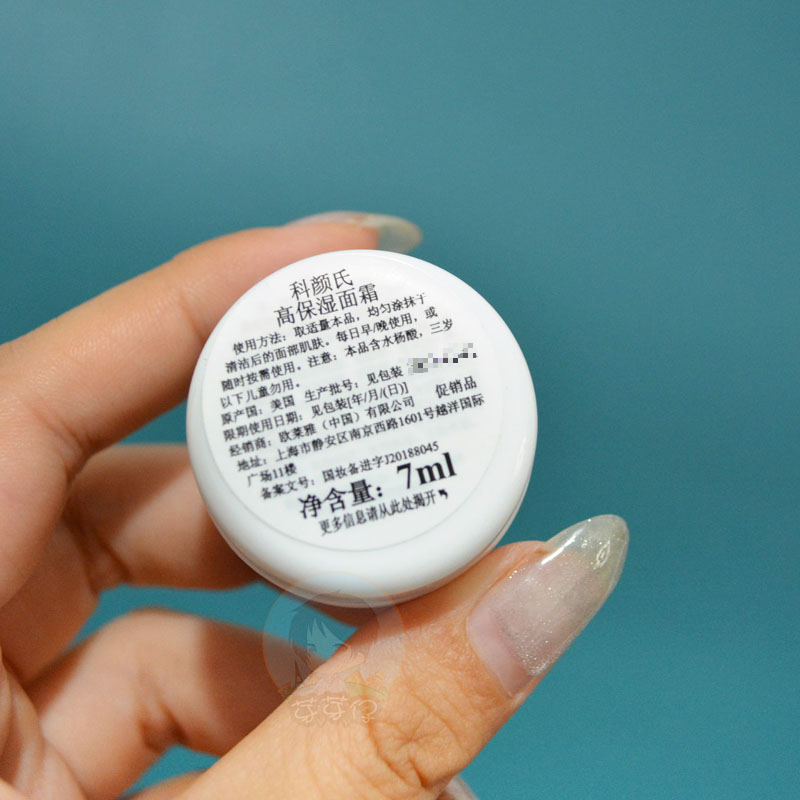 科颜氏
高保湿面霜
使用方法：取适量本品，均匀涂抹于
清洁后的面部肌肤。每日早/晚使用，或
随时按需使用。注意：本品含水杨酸，三岁
以下儿童勿用。
原产国：美国 生产批号：见包装
限期使用日期：见包装[年/月/(日)] 促销品
经销商：欧莱雅（中国）有限公司
地址：上海市静安区南京西路1601号越洋国际
广场11楼
备案文号：国妆备进字J20188045
净含量：7ml
更多信息请从此处揭开
芽芽仔